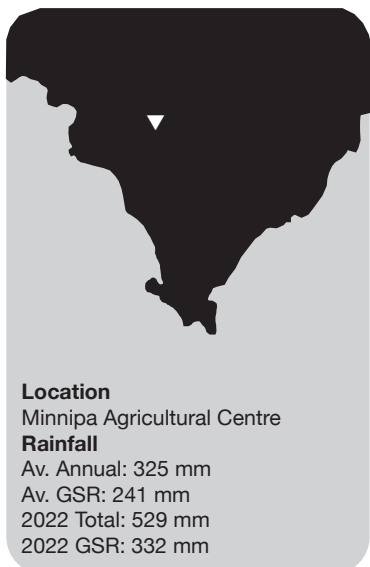 Location
Minnipa Agricultural Centre
Rainfall
Av. Annual: 325 mm
Av. GSR: 241 mm
2022 Total: 529 mm
2022 GSR: 332 mm